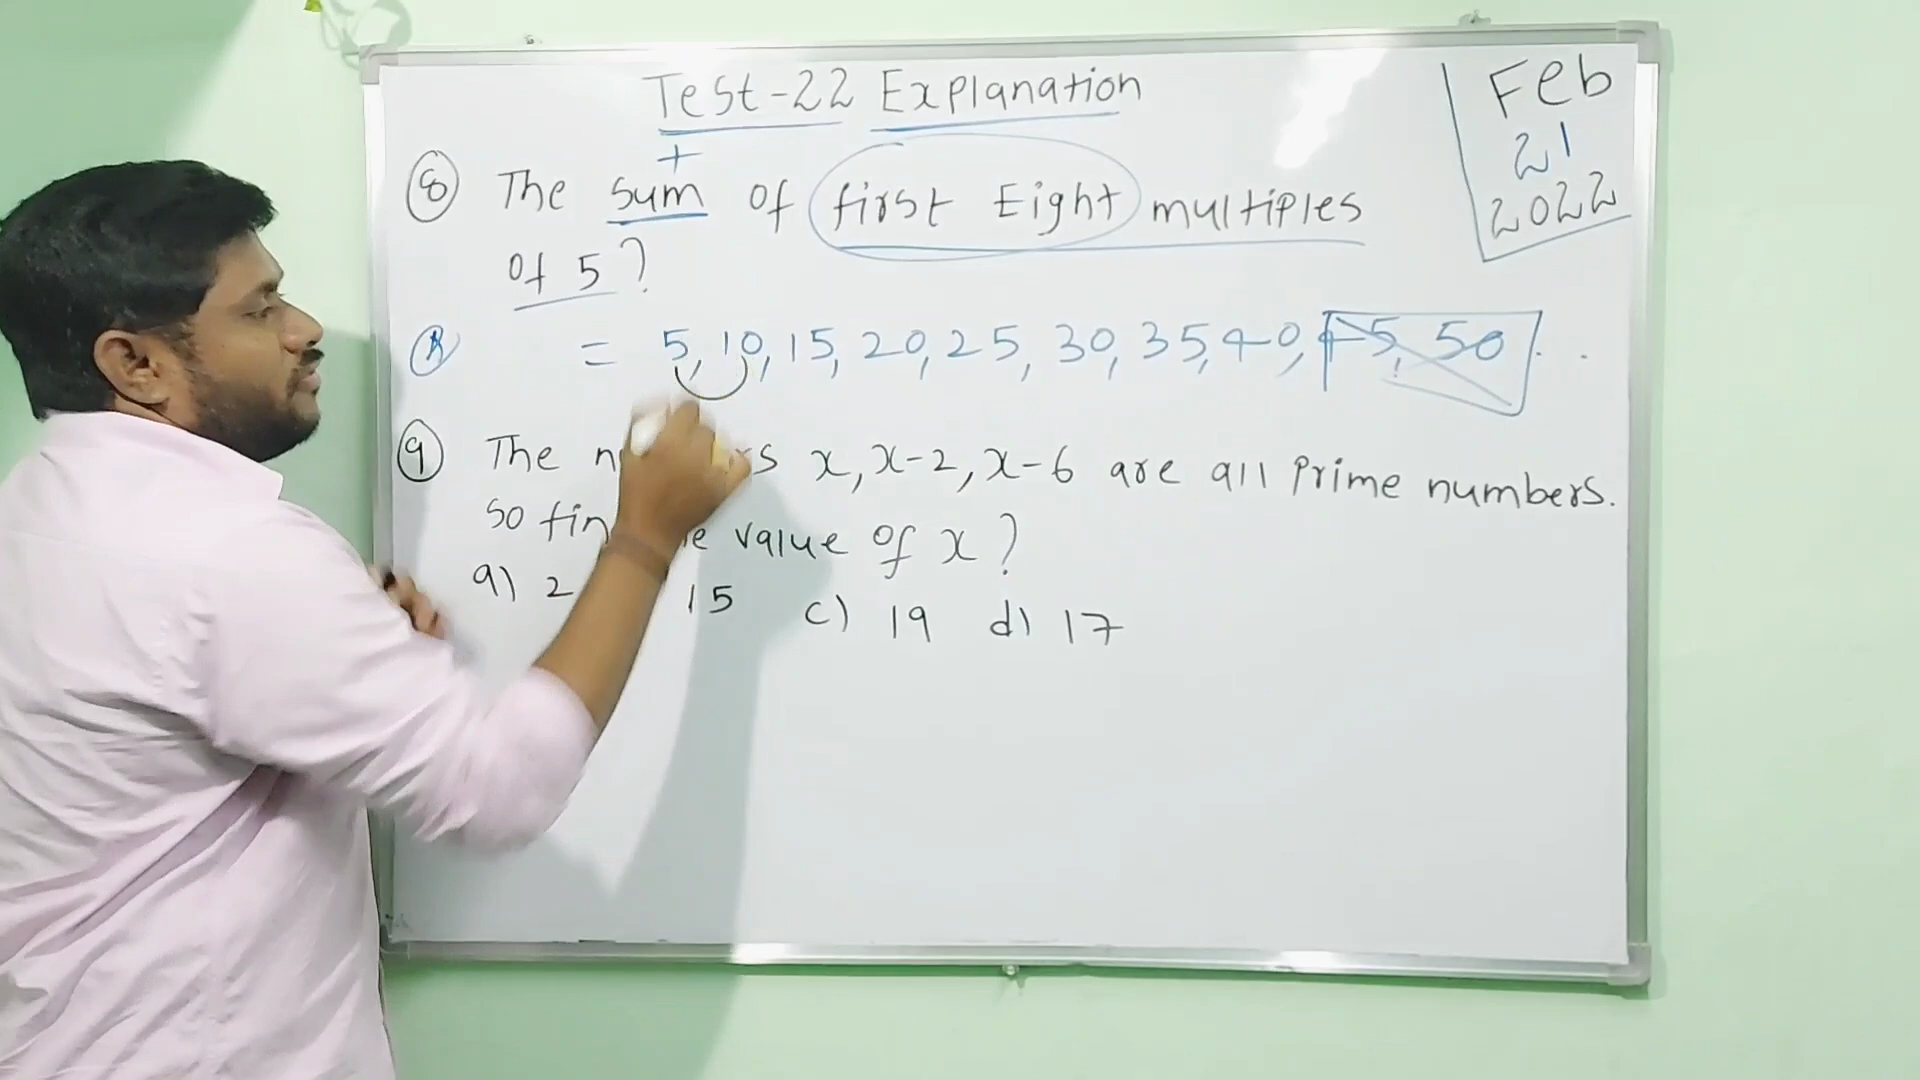 Test-22 Explanation
Feb
21
2022
+
8 The sum of first Eight multiples
of 5?
A = 5, 10, 15, 20, 25, 30, 35, 40, 45, 50 . .
9 The x, x-2, x-6 are all prime numbers.
So value of x?
a) 2 15 c) 19 d) 17